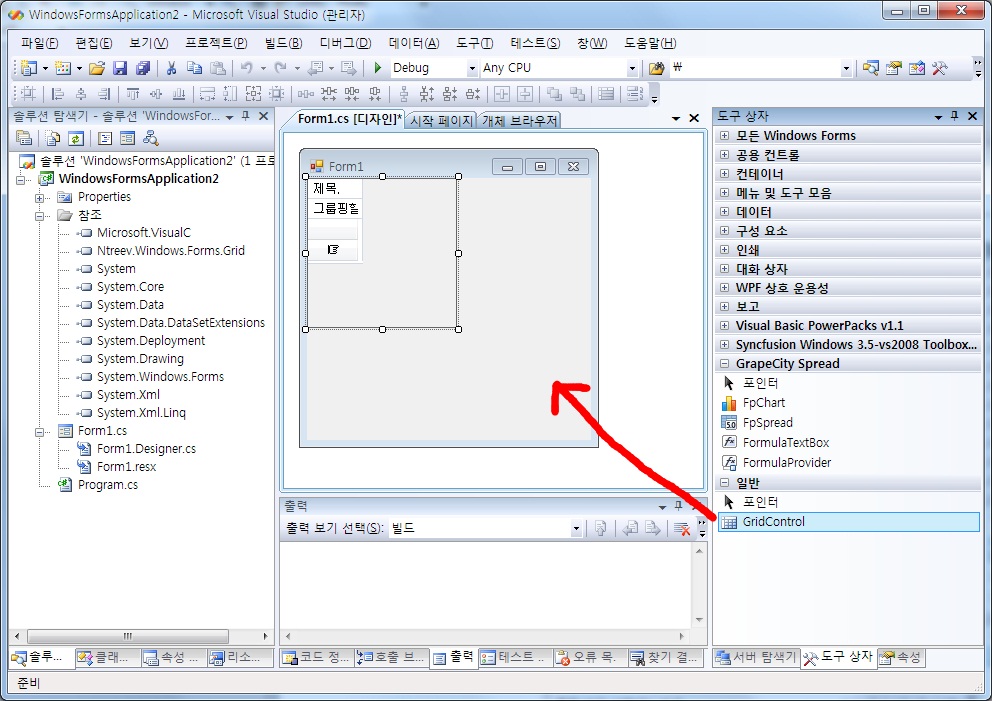 WindowsFormsApplication2 - Microsoft Visual Studio (관리자)
파일(F) 편집(E) 보기(V) 프로젝트(P) 빌드(B) 디버그(D) 데이터(A) 도구(T) 테스트(S) 창(W) 도움말(H)
Debug Any CPU ₩
솔루션 탐색기 - 솔루션 'WindowsFor...
솔루션 'WindowsFormsApplication2' (1 프로
WindowsFormsApplication2
Properties
참조
Microsoft.VisualC
Ntreev.Windows.Forms.Grid
System
System.Core
System.Data
System.Data.DataSetExtensions
System.Deployment
System.Drawing
System.Windows.Forms
System.Xml
System.Xml.Linq
Form1.cs
Form1.Designer.cs
Form1.resx
Program.cs
솔루... 클래... 속성 ... 리소...
Form1.cs [디자인]* 시작 페이지 개체 브라우저
Form1
제목,
그룹핑할
출력
출력 보기 선택(S): 빌드
코드 정... 호출 브... 출력 테스트 .. 오류 목. 찾기 결...
도구 상자
모든 Windows Forms
공용 컨트롤
컨테이너
메뉴 및 도구 모음
데이터
구성 요소
인쇄
대화 상자
WPF 상호 운용성
보고
Visual Basic PowerPacks v1.1
Syncfusion Windows 3.5-vs2008 Toolbox...
GrapeCity Spread
포인터
FpChart
FpSpread
FormulaTextBox
FormulaProvider
일반
포인터
GridControl
서버 탐색기 도구 상자 속성
준비